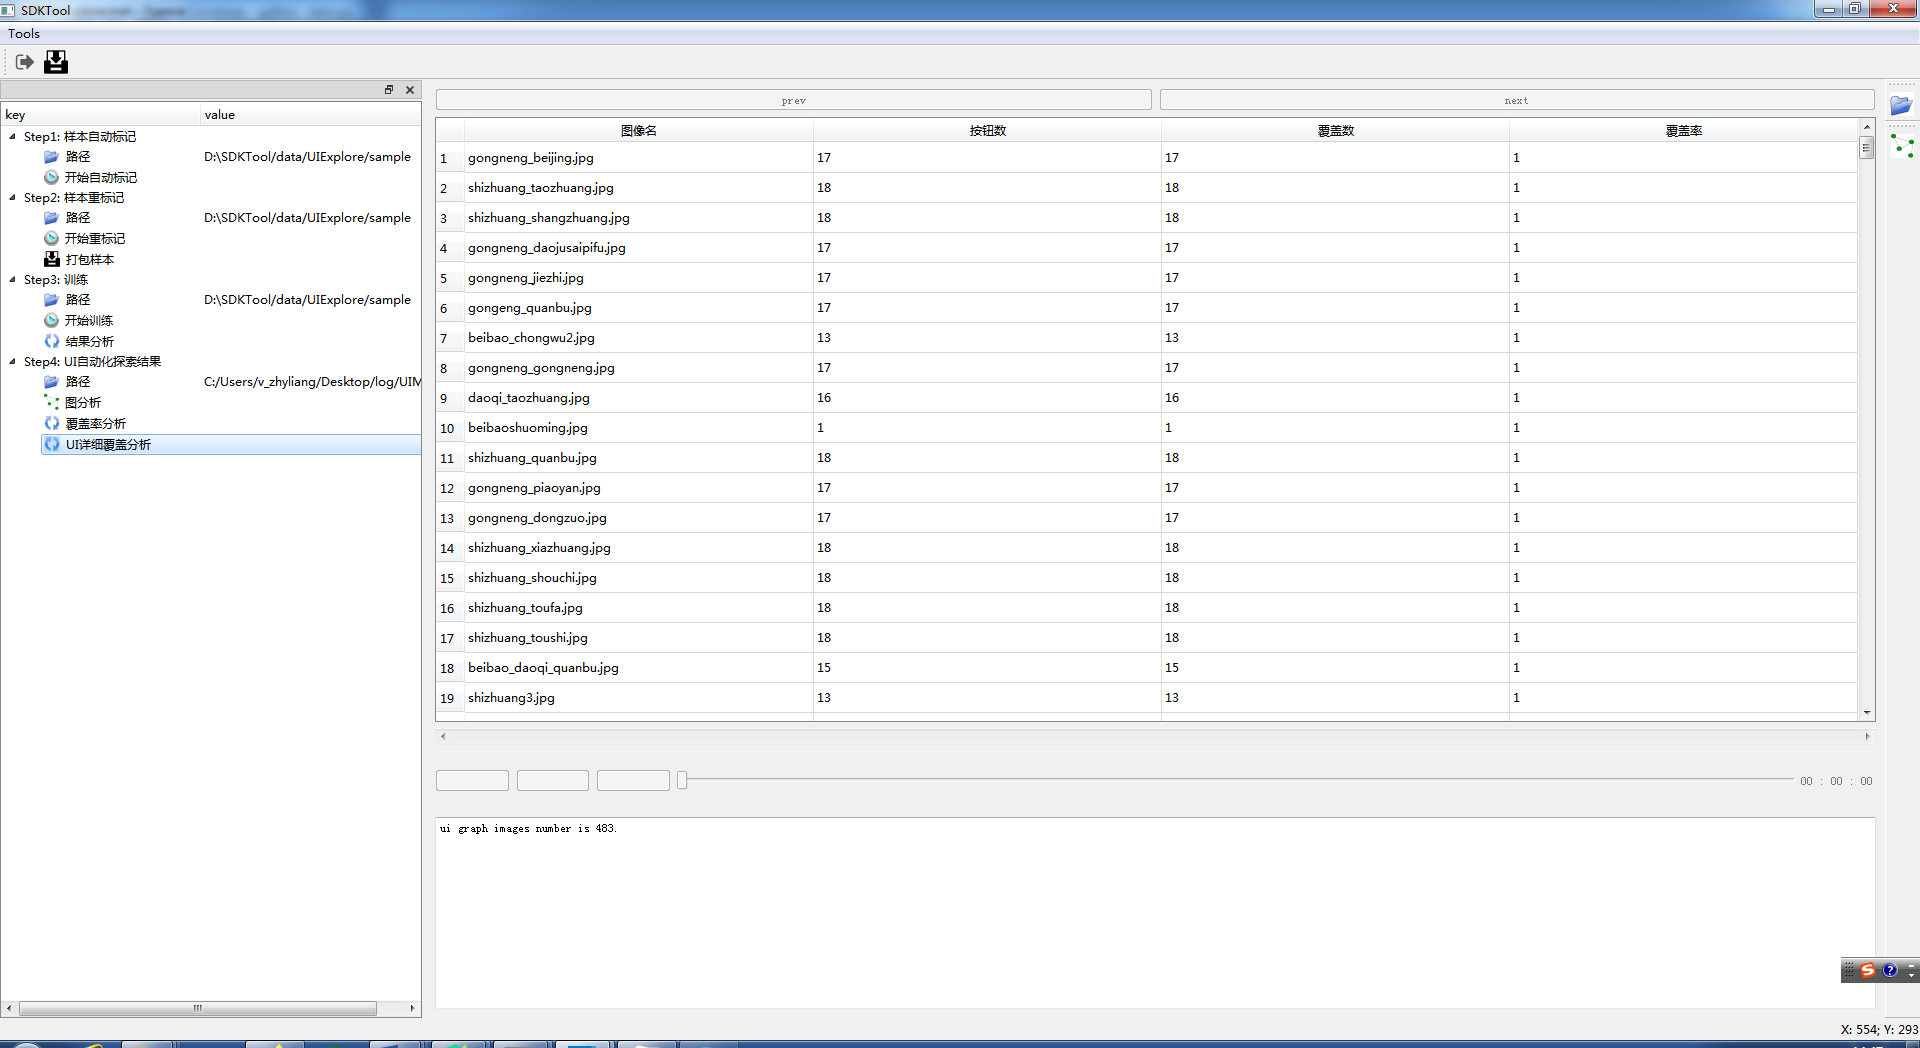 SDKTool
Tools
key value
Step1: 样本自动标记
路径 D:\SDKTool/data/UIExplore/sample
开始自动标记
Step2: 样本重标记
路径 D:\SDKTool/data/UIExplore/sample
开始重标记
打包样本
Step3: 训练
路径 D:\SDKTool/data/UIExplore/sample
开始训练
结果分析
Step4: UI自动化探索结果
路径 C:/Users/v_zhyliang/Desktop/log/UIM
图分析
覆盖率分析
UI详细覆盖分析
prev next
图像名 按钮数 覆盖数 覆盖率
1 gongneng_beijing.jpg 17 17 1
2 shizhuang_taozhuang.jpg 18 18 1
3 shizhuang_shangzhuang.jpg 18 18 1
4 gongneng_daojusaipifu.jpg 17 17 1
5 gongneng_jiezhi.jpg 17 17 1
6 gongeng_quanbu.jpg 17 17 1
7 beibao_chongwu2.jpg 13 13 1
8 gongneng_gongneng.jpg 17 17 1
9 daoqi_taozhuang.jpg 16 16 1
10 beibaoshuoming.jpg 1 1 1
11 shizhuang_quanbu.jpg 18 18 1
12 gongneng_piaoyan.jpg 17 17 1
13 gongneng_dongzuo.jpg 17 17 1
14 shizhuang_xiazhuang.jpg 18 18 1
15 shizhuang_shouchi.jpg 18 18 1
16 shizhuang_toufa.jpg 18 18 1
17 shizhuang_toushi.jpg 18 18 1
18 beibao_daoqi_quanbu.jpg 15 15 1
19 shizhuang3.jpg 13 13 1
00 : 00 : 00
ui graph images number is 483.
X: 554; Y: 293